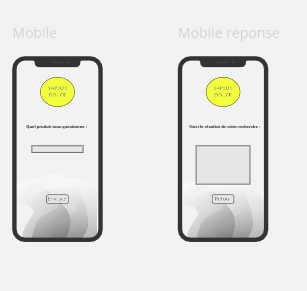 Mobile
Mobile réponse
VAPEUR
DOUCE
VAPEUR
DOUCE
Quel produit vous questionne :
Voici le résultat de votre recherche :
Envoyer
Retour